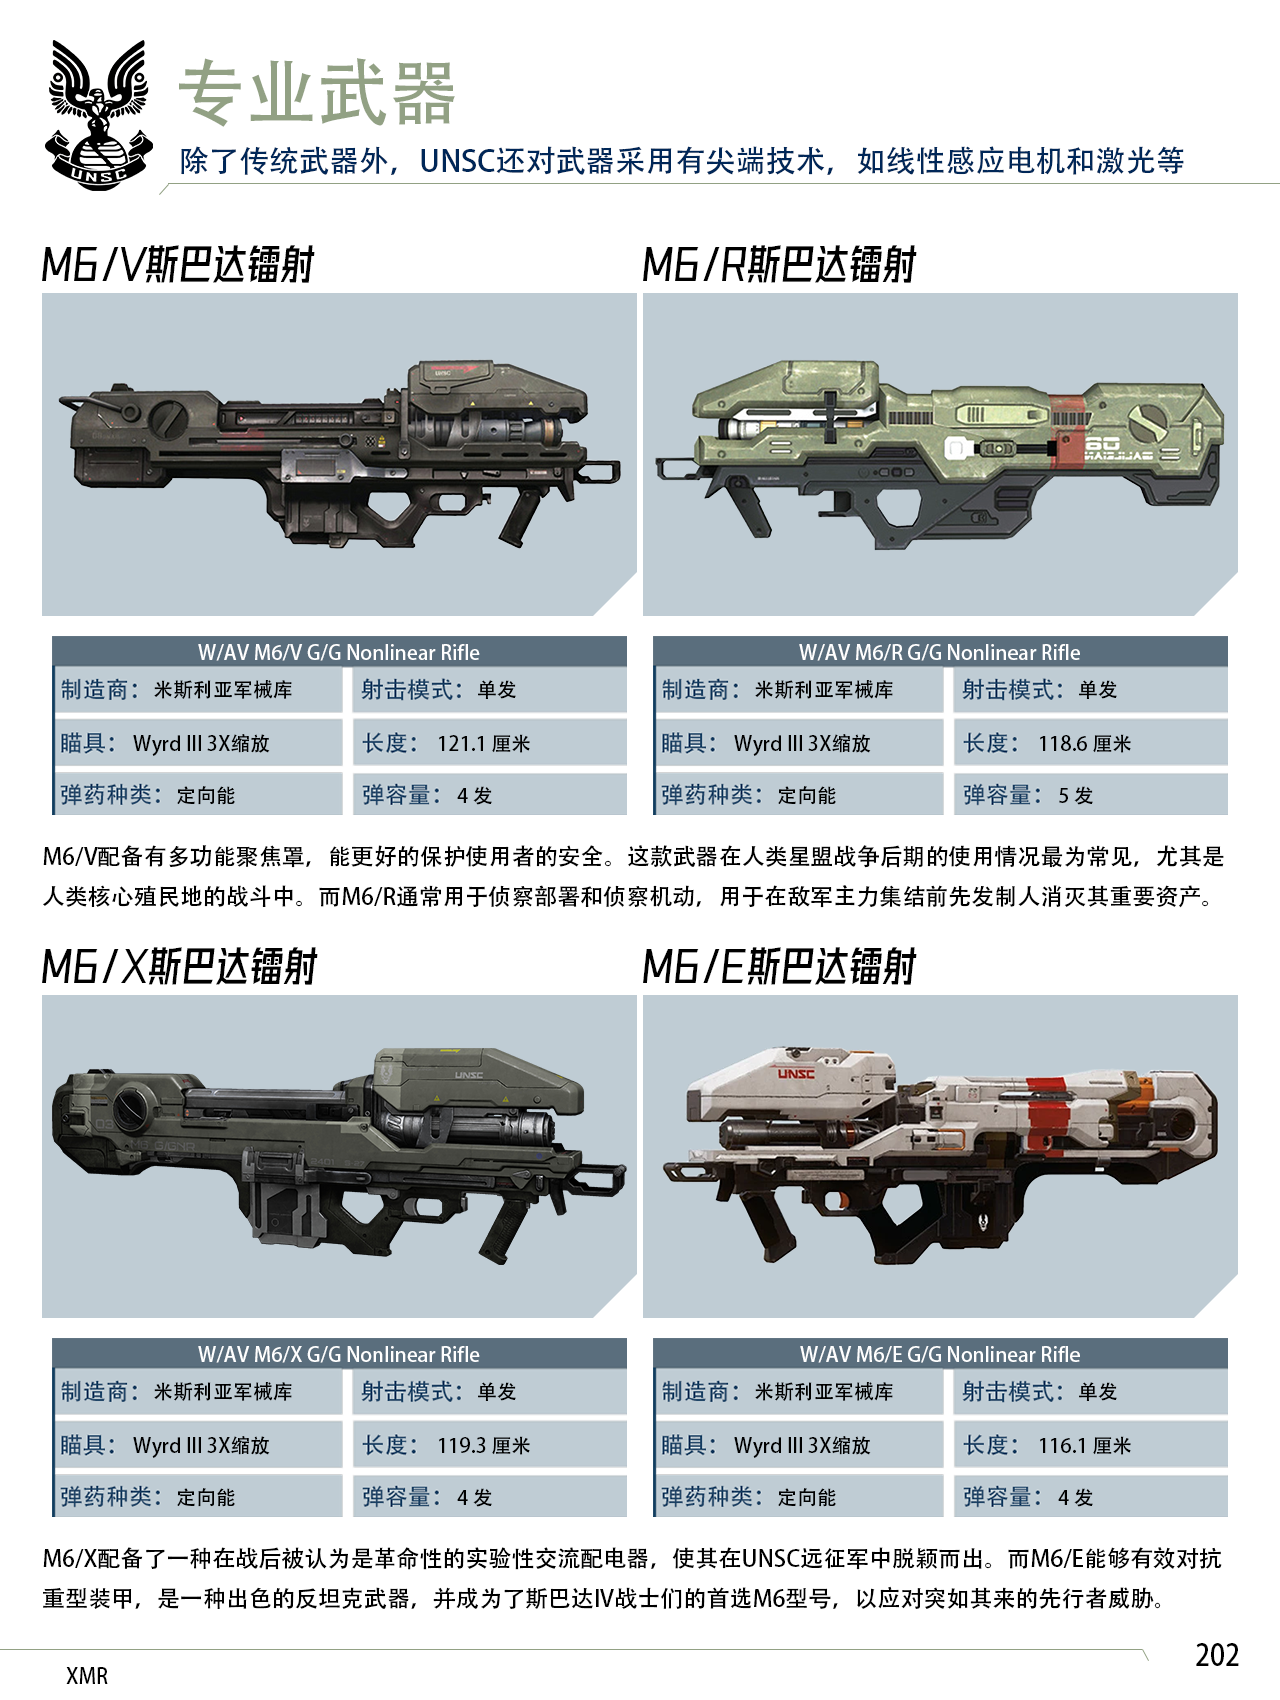 专业武器
UNSC
除了传统武器外，UNSC还对武器采用有尖端技术，如线性感应电机和激光等
M6/V斯巴达镭射
M6/R斯巴达镭射
UNSC
W/AV M6/V G/G Nonlinear Rifle
制造商：米斯利亚军械库
射击模式：单发
瞄具：Wyrd III 3X缩放
长度：121.1 厘米
弹药种类：定向能
弹容量：4 发
W/AV M6/R G/G Nonlinear Rifle
制造商：米斯利亚军械库
射击模式：单发
瞄具：Wyrd III 3X缩放
长度：118.6 厘米
弹药种类：定向能
弹容量：5 发
M6/V配备有多功能聚焦罩，能更好的保护使用者的安全。这款武器在人类星盟战争后期的使用情况最为常见，尤其是
人类核心殖民地的战斗中。而M6/R通常用于侦察部署和侦察机动，用于在敌军主力集结前先发制人消灭其重要资产。
M6/X斯巴达镭射
M6/E斯巴达镭射
UNSC
UNSC
W/AV M6/X G/G Nonlinear Rifle
制造商：米斯利亚军械库
射击模式：单发
瞄具：Wyrd III 3X缩放
长度：119.3 厘米
弹药种类：定向能
弹容量：4 发
W/AV M6/E G/G Nonlinear Rifle
制造商：米斯利亚军械库
射击模式：单发
瞄具：Wyrd III 3X缩放
长度：116.1 厘米
弹药种类：定向能
弹容量：4 发
M6/X配备了一种在战后被认为是革命性的实验性交流配电器，使其在UNSC远征军中脱颖而出。而M6/E能够有效对抗
重型装甲，是一种出色的反坦克武器，并成为了斯巴达IV战士们的首选M6型号，以应对突如其来的先行者威胁。
XMR
202